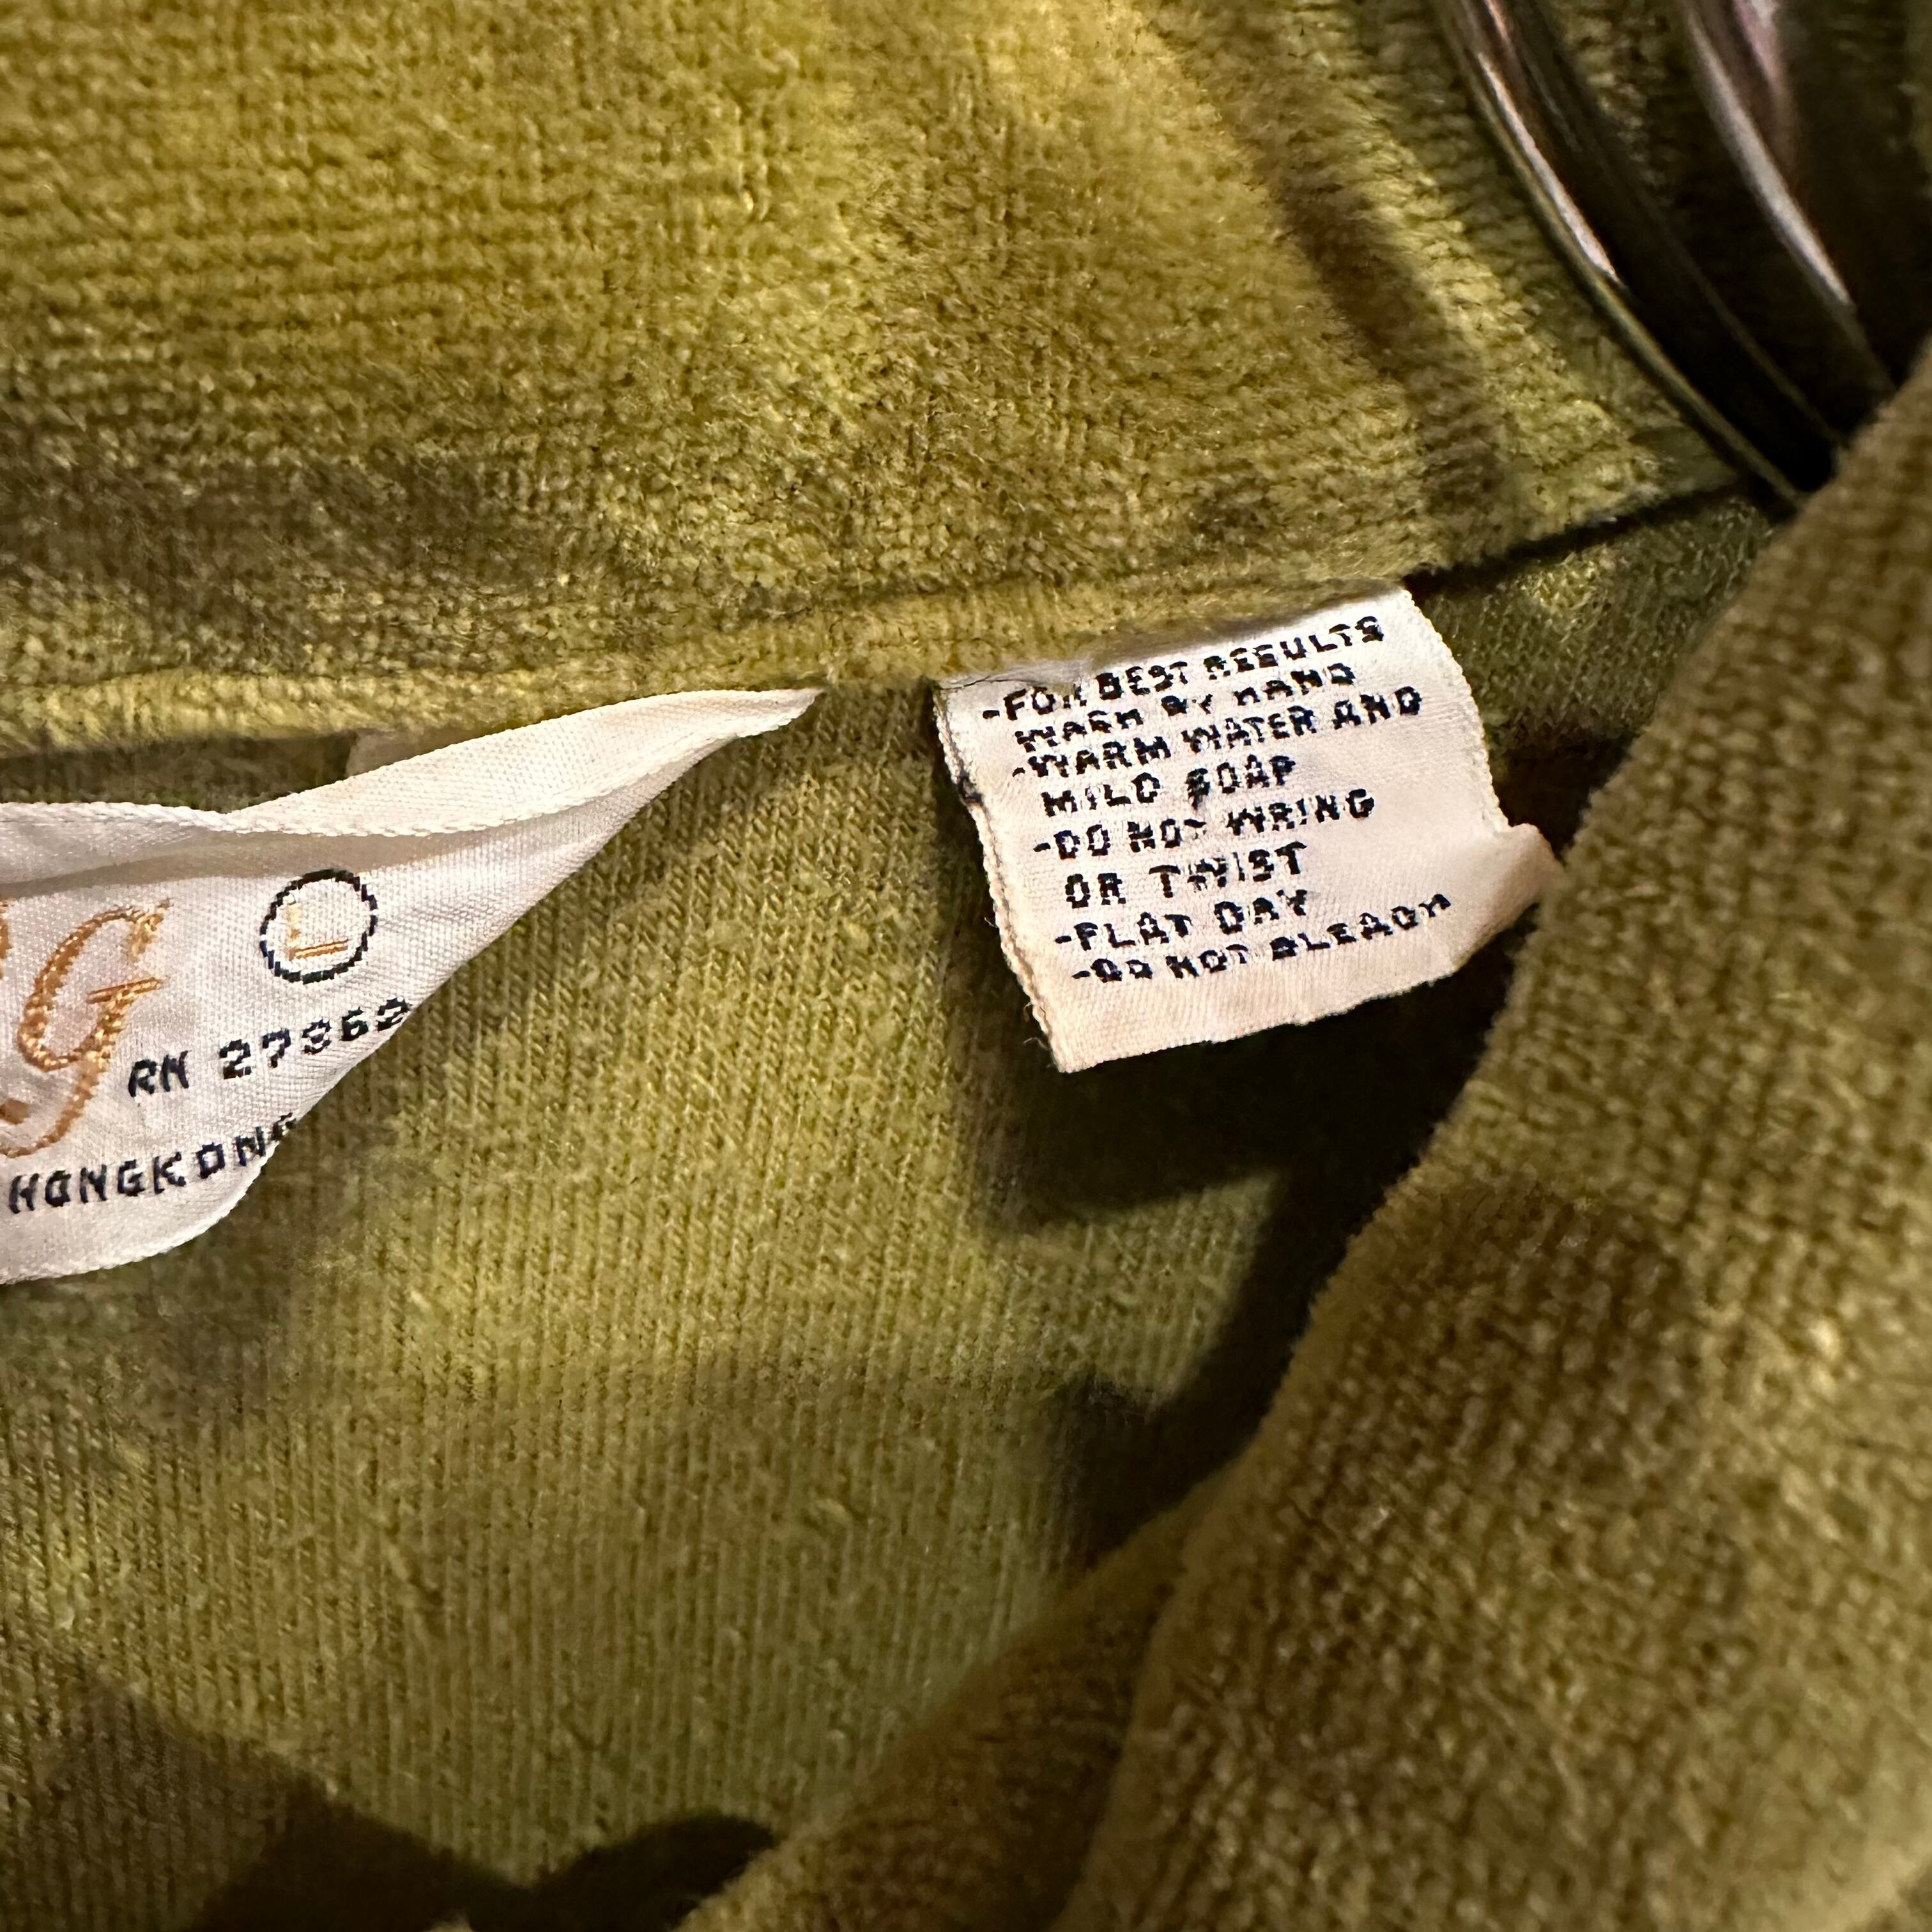 G L
RN 27362
HONGKONG
-FOR BEST RESULTS
WASH BY HAND
-WARM WATER AND
MILD SOAP
-DO NOT WRING
OR TWIST
-FLAT DAY
-DO NOT BLEACH